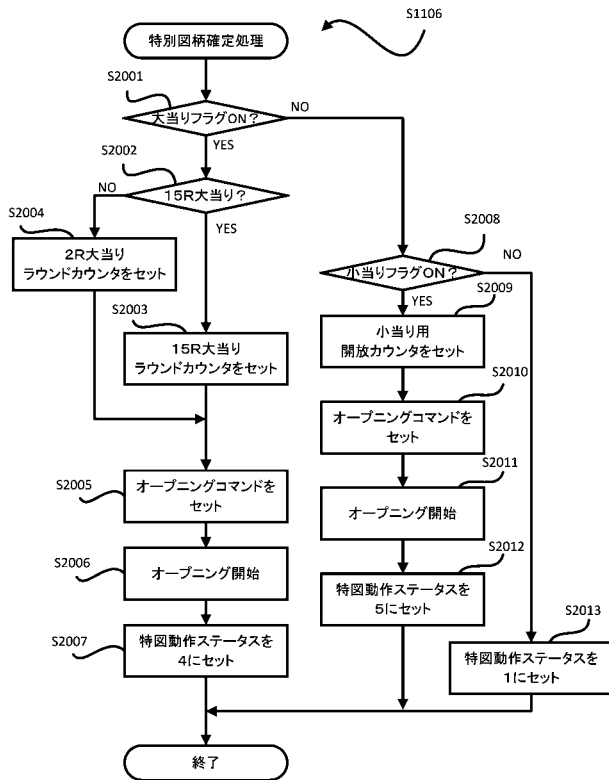 特別図柄確定処理
S1106
S2001
大当りフラグON？
NO
YES
S2002
15R大当り？
NO
YES
S2004
2R大当り
ラウンドカウンタをセット
S2003
15R大当り
ラウンドカウンタをセット
S2005
オープニングコマンドを
セット
S2006
オープニング開始
S2007
特図動作ステータスを
4にセット
S2008
小当りフラグON？
NO
YES
S2009
小当り用
開放カウンタをセット
S2010
オープニングコマンドを
セット
S2011
オープニング開始
S2012
特図動作ステータスを
5にセット
S2013
特図動作ステータスを
1にセット
終了